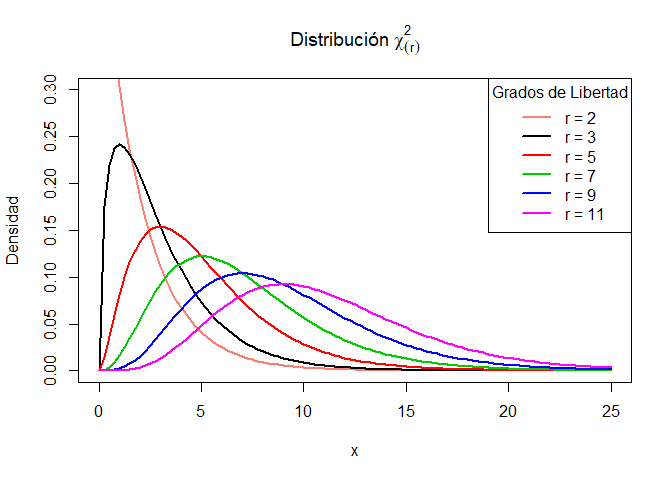 Distribución χ²(r)
Densidad
0.30
0.25
0.20
0.15
0.10
0.05
0.00
0 5 10 15 20 25
x
Grados de Libertad
r = 2
r = 3
r = 5
r = 7
r = 9
r = 11